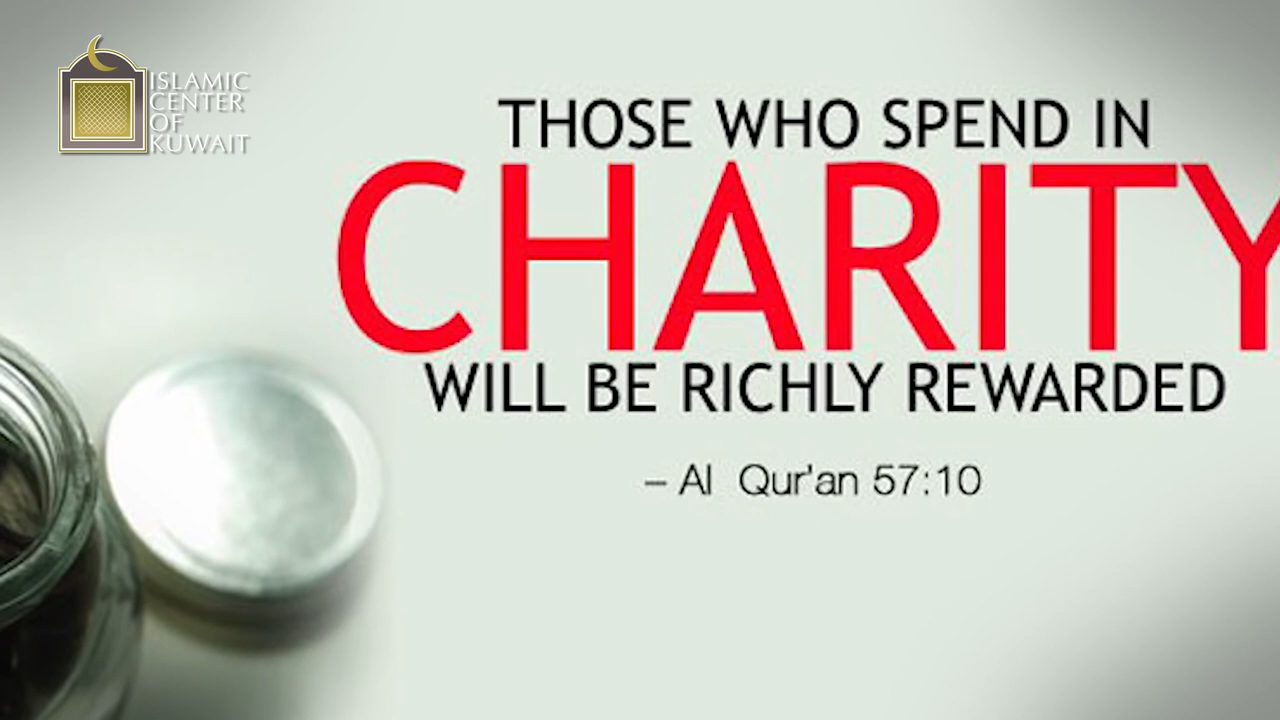 ISLAMIC
CENTER
OF
KUWAIT
THOSE WHO SPEND IN
CHARITY
WILL BE RICHLY REWARDED
– Al Qur'an 57:10